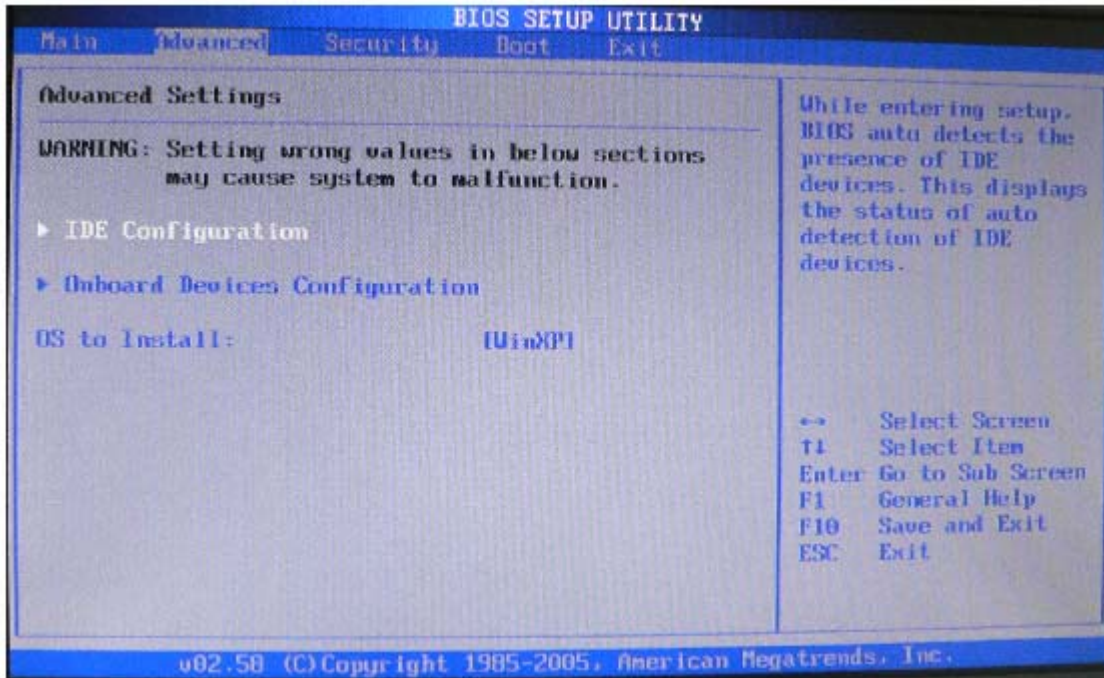 BIOS SETUP UTILITY
Main Advanced Security Boot Exit
Advanced Settings
WARNING: Setting wrong values in below sections
may cause system to malfunction.
▶ IDE Configuration
▶ Onboard Devices Configuration
OS to Install: [WinXP]
While entering setup,
BIOS auto detects the
presence of IDE
devices. This displays
the status of auto
detection of IDE
devices.
↔ Select Screen
↑↓ Select Item
Enter Go to Sub Screen
F1 General Help
F10 Save and Exit
ESC Exit
v02.58 (C)Copyright 1985-2005, American Megatrends, Inc.